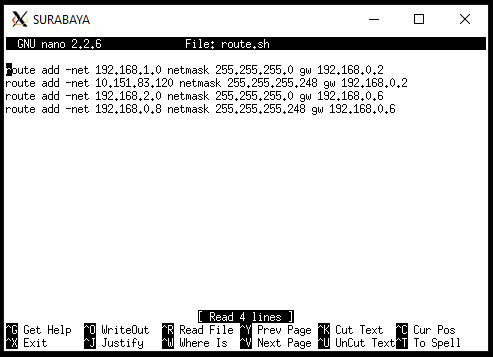 SURABAYA
GNU nano 2.2.6 File: route.sh
route add -net 192.168.1.0 netmask 255.255.255.0 gw 192.168.0.2
route add -net 10.151.83.120 netmask 255.255.255.248 gw 192.168.0.2
route add -net 192.168.2.0 netmask 255.255.255.0 gw 192.168.0.6
route add -net 192.168.0.8 netmask 255.255.255.248 gw 192.168.0.6
[ Read 4 lines ]
^G Get Help ^O WriteOut ^R Read File ^Y Prev Page ^K Cut Text ^C Cur Pos
^X Exit ^J Justify ^W Where Is ^V Next Page ^U UnCut Text ^T To Spell